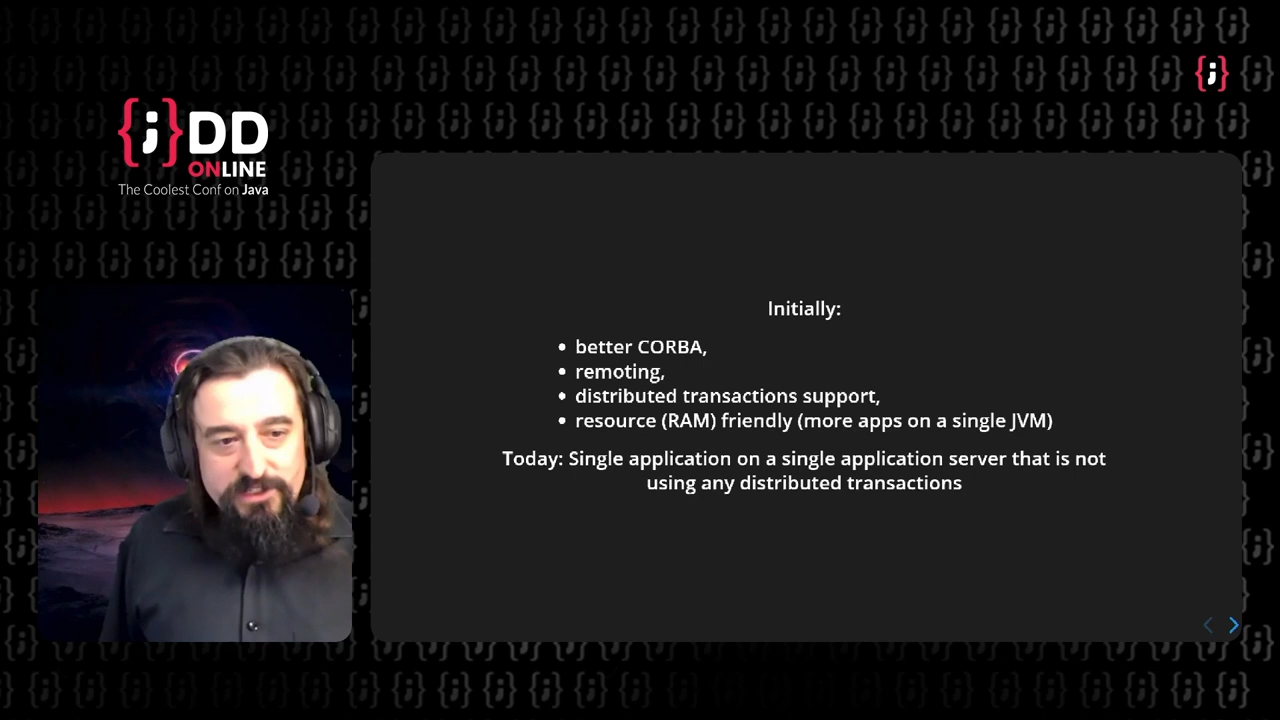 {;}DD
ONLINE
The Coolest Conf on Java
{;}
Initially:
• better CORBA,
• remoting,
• distributed transactions support,
• resource (RAM) friendly (more apps on a single JVM)
Today: Single application on a single application server that is not
using any distributed transactions